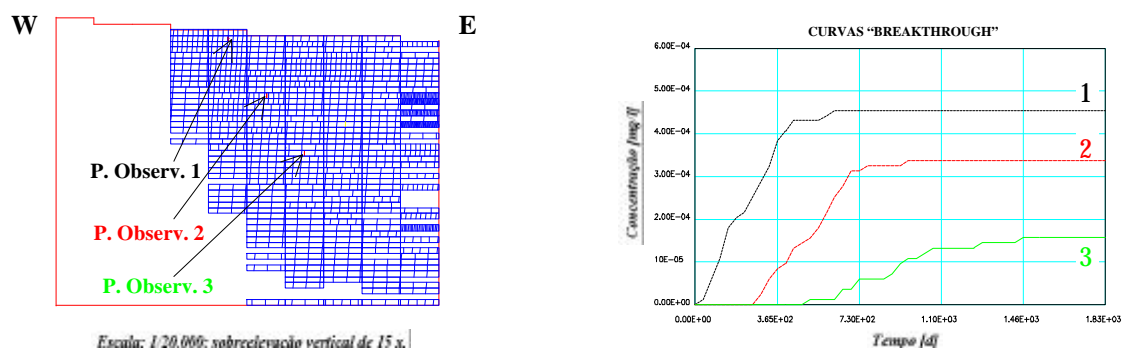 W
E
P. Observ. 1
P. Observ. 2
P. Observ. 3
Escala: 1/20.000; sobreelevação vertical de 15 x.
CURVAS “BREAKTHROUGH”
Concentração [mg/l]
6.00E-04
5.00E-04
4.00E-04
3.00E-04
2.00E-04
10E-05
0.00E+00
1
2
3
0.00E+00 3.65E+02 7.30E+02 1.10E+03 1.46E+03 1.83E+03
Tempo [d]